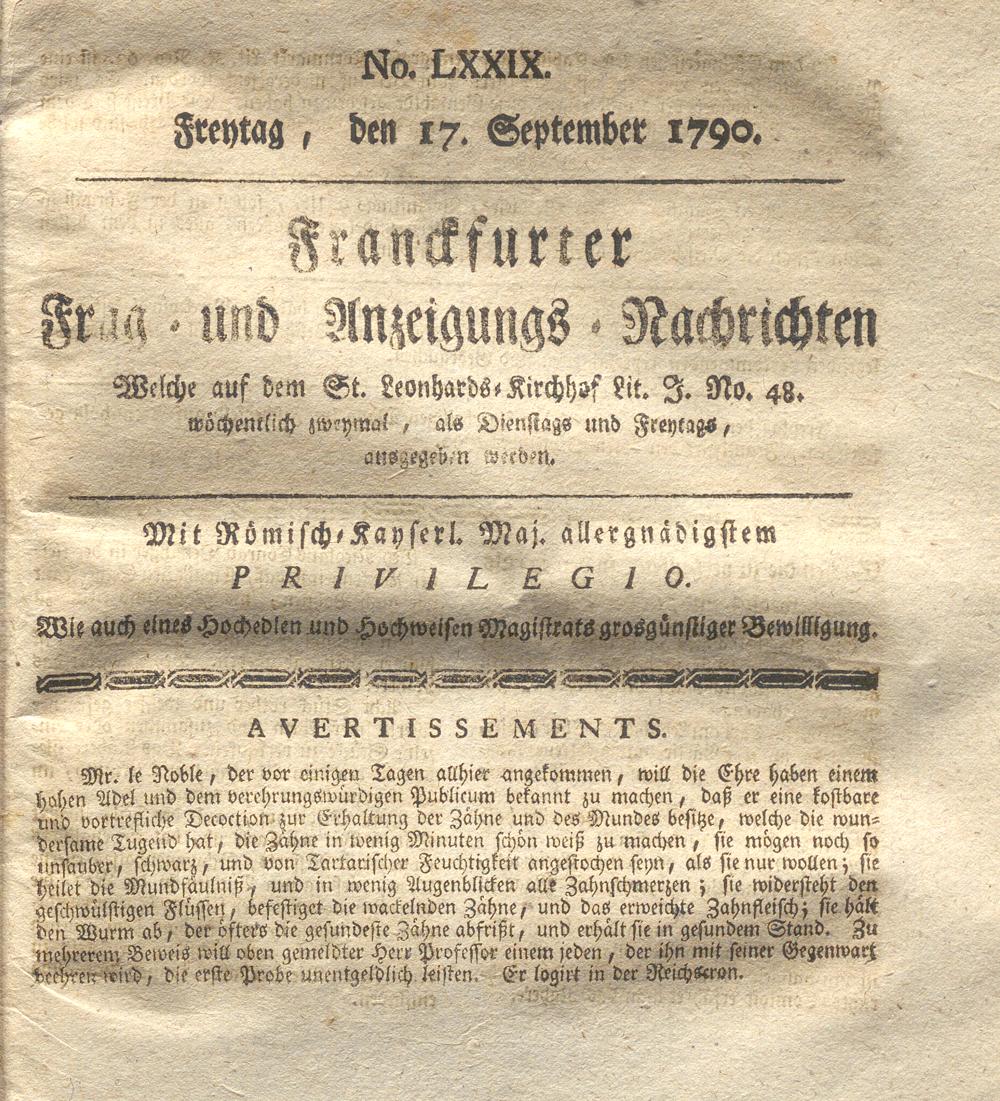 No. LXXIX.
Freytag, den 17. September 1790.
Franckfurter
Frag - und Anzeigungs - Nachrichten
Welche auf dem St. Leonhards-Kirchhof Lit. J. No. 48.
wöchentlich zweymal, als Dienstags und Freytags,
ausgegeben werden.
Mit Römisch-Kayserl. Maj. allergnädigstem
PRIVILEGIO.
Wie auch eines Hochedlen und Hochweisen Magistrats grosgünstiger Bewilligung.
AVERTISSEMENTS.
Mr. le Noble, der vor einigen Tagen allhier angekommen, will die Ehre haben einem
hohen Adel und dem verehrungswürdigen Publicum bekannt zu machen, daß er eine kostbare
und vortrefliche Decoction zur Erhaltung der Zähne und des Mundes besitze, welche die wun-
dersame Tugend hat, die Zähne in wenig Minuten schön weiß zu machen, sie mögen noch so
unsauber, schwarz, und von Tartarischer Feuchtigkeit angestochen seyn, als sie nur wollen; sie
heilet die Mundfäulniß, und in wenig Augenblicken alle Zahnschmerzen; sie widersteht den
geschwülstigen Flüssen, befestiget die wackelnden Zähne, und das erweichte Zahnfleisch; sie hält
den Wurm ab, der öfters die gesundeste Zähne abfrißt, und erhält sie in gesundem Stand. Zu
mehrerem Beweis will oben gemeldter Herr Professor einem jeden, der ihn mit seiner Gegenwart
beehren wird, die erste Probe unentgeldlich leisten. Er logirt in der Reichscron.